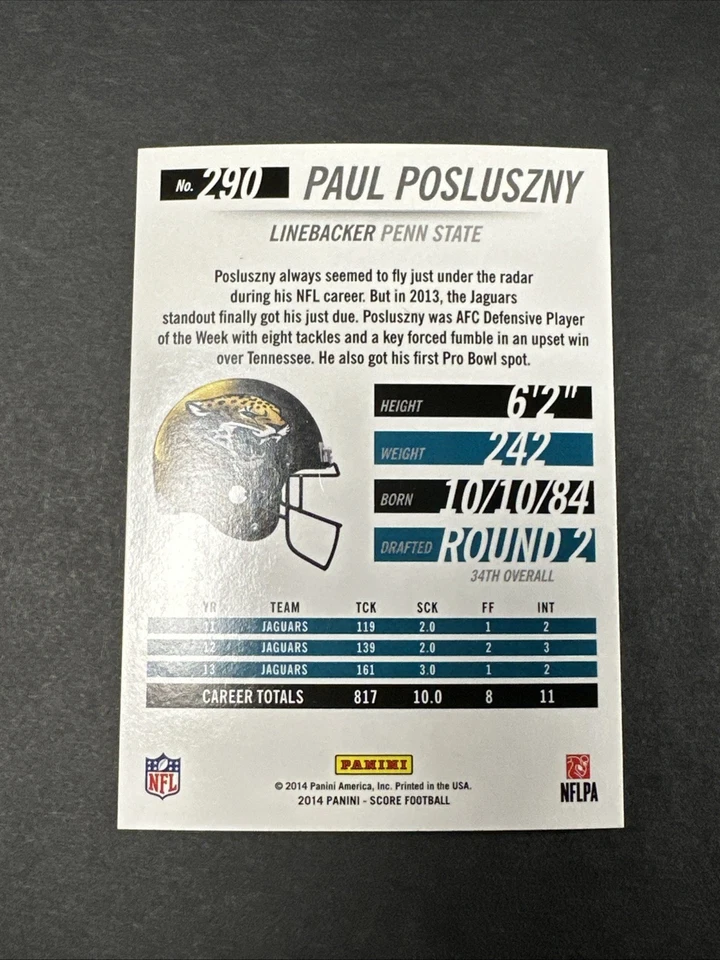 No. 290 PAUL POSLUSZNY
LINEBACKER PENN STATE
Posluszny always seemed to fly just under the radar
during his NFL career. But in 2013, the Jaguars
standout finally got his just due. Posluszny was AFC Defensive Player
of the Week with eight tackles and a key forced fumble in an upset win
over Tennessee. He also got his first Pro Bowl spot.
HEIGHT 6'2"
WEIGHT 242
BORN 10/10/84
DRAFTED ROUND 2
34TH OVERALL
YR TEAM TCK SCK FF INT
11 JAGUARS 119 2.0 1 2
12 JAGUARS 139 2.0 2 3
13 JAGUARS 161 3.0 1 2
CAREER TOTALS 817 10.0 8 11
NFL
PANINI
© 2014 Panini America, Inc. Printed in the USA.
2014 PANINI - SCORE FOOTBALL
NFLPA